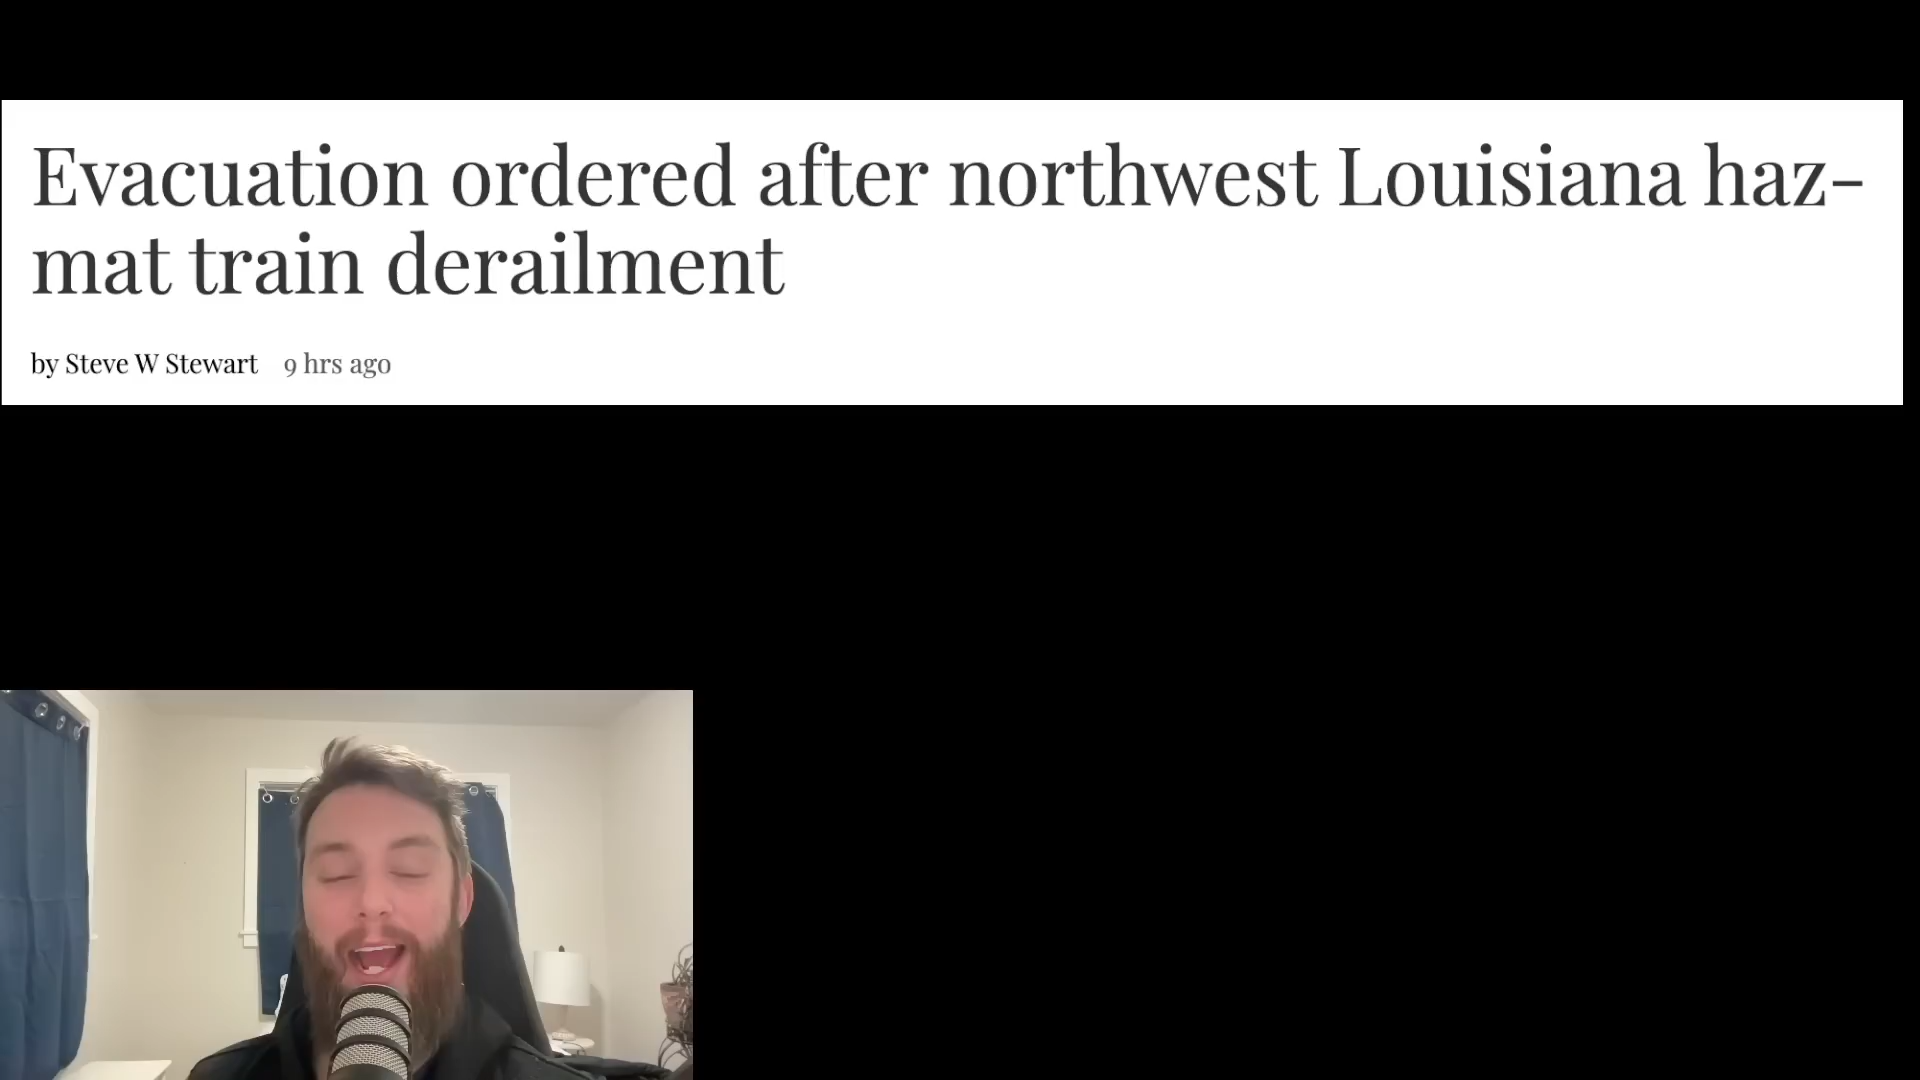 Evacuation ordered after northwest Louisiana haz-
mat train derailment
by Steve W Stewart 9 hrs ago